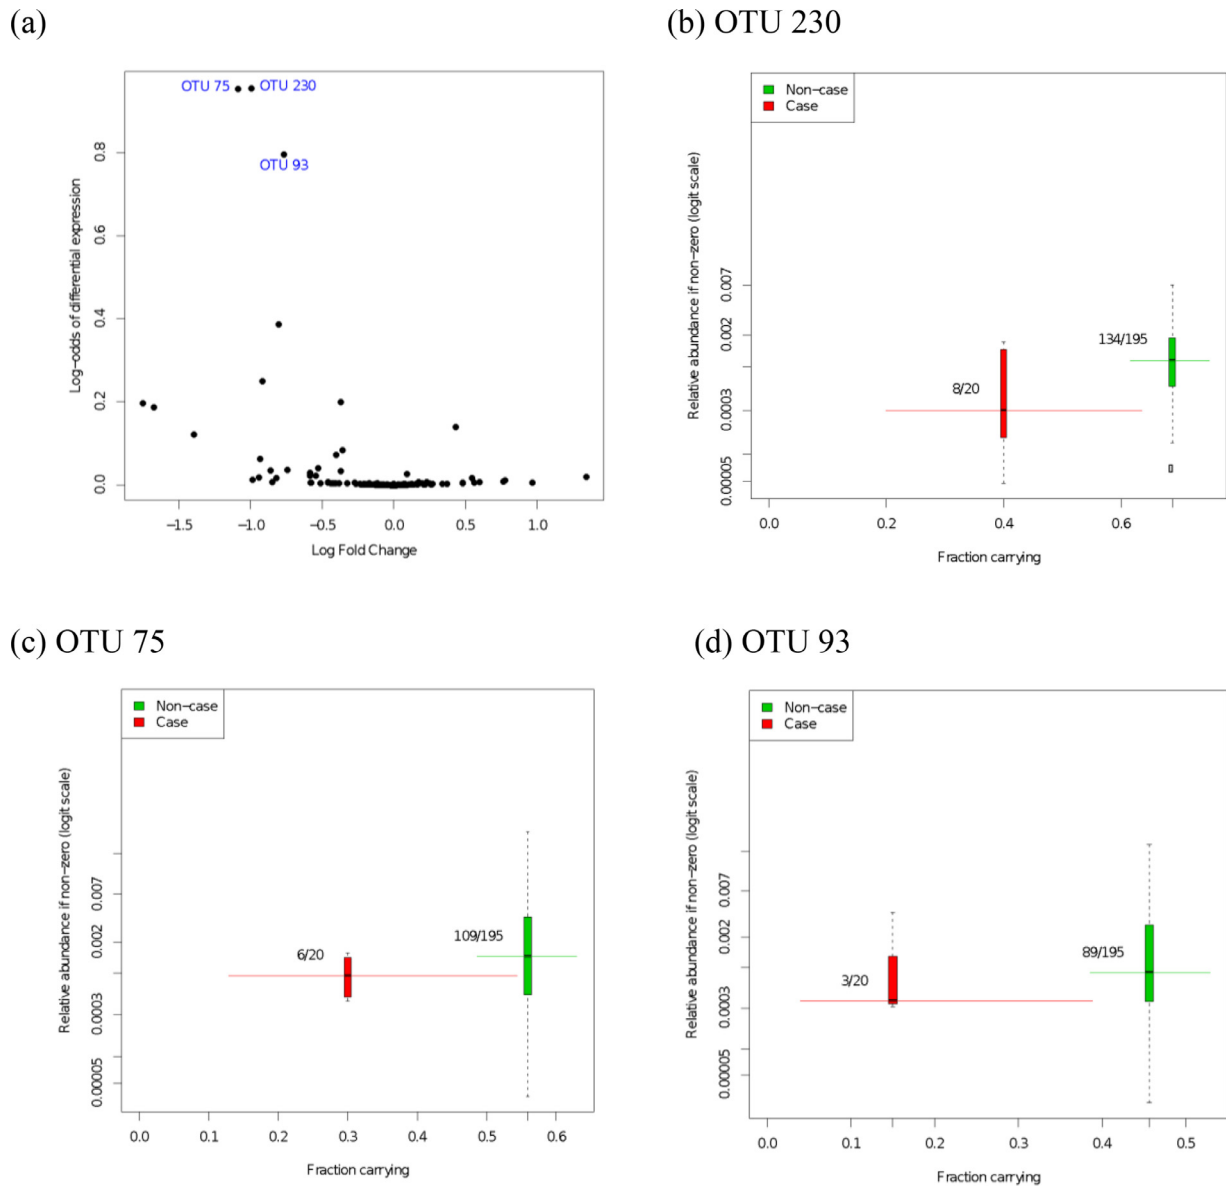 (a)
OTU 75
OTU 230
OTU 93
Log−odds of differential expression
0.0
0.2
0.4
0.6
0.8
−1.5
−1.0
−0.5
0.0
0.5
1.0
Log Fold Change
(b) OTU 230
Non−case
Case
134/195
8/20
Relative abundance if non−zero (logit scale)
0.007
0.002
0.0003
0.00005
0.0
0.2
0.4
0.6
Fraction carrying
(c) OTU 75
Non−case
Case
109/195
6/20
Relative abundance if non−zero (logit scale)
0.007
0.002
0.0003
0.00005
0.0
0.1
0.2
0.3
0.4
0.5
0.6
Fraction carrying
(d) OTU 93
Non−case
Case
89/195
3/20
Relative abundance if non−zero (logit scale)
0.007
0.002
0.0003
0.00005
0.0
0.1
0.2
0.3
0.4
0.5
Fraction carrying